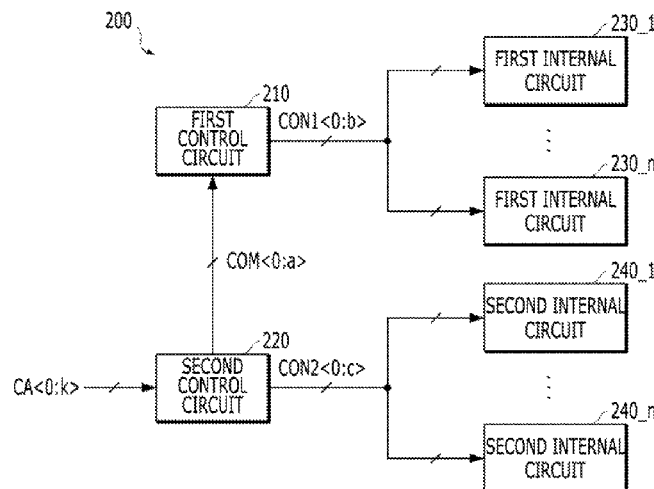 200
210
FIRST
CONTROL
CIRCUIT
CON1<0:b>
230_1
FIRST INTERNAL
CIRCUIT
230_n
FIRST INTERNAL
CIRCUIT
COM<0:a>
220
CA<0:k>
SECOND
CONTROL
CIRCUIT
CON2<0:c>
240_1
SECOND INTERNAL
CIRCUIT
240_n
SECOND INTERNAL
CIRCUIT